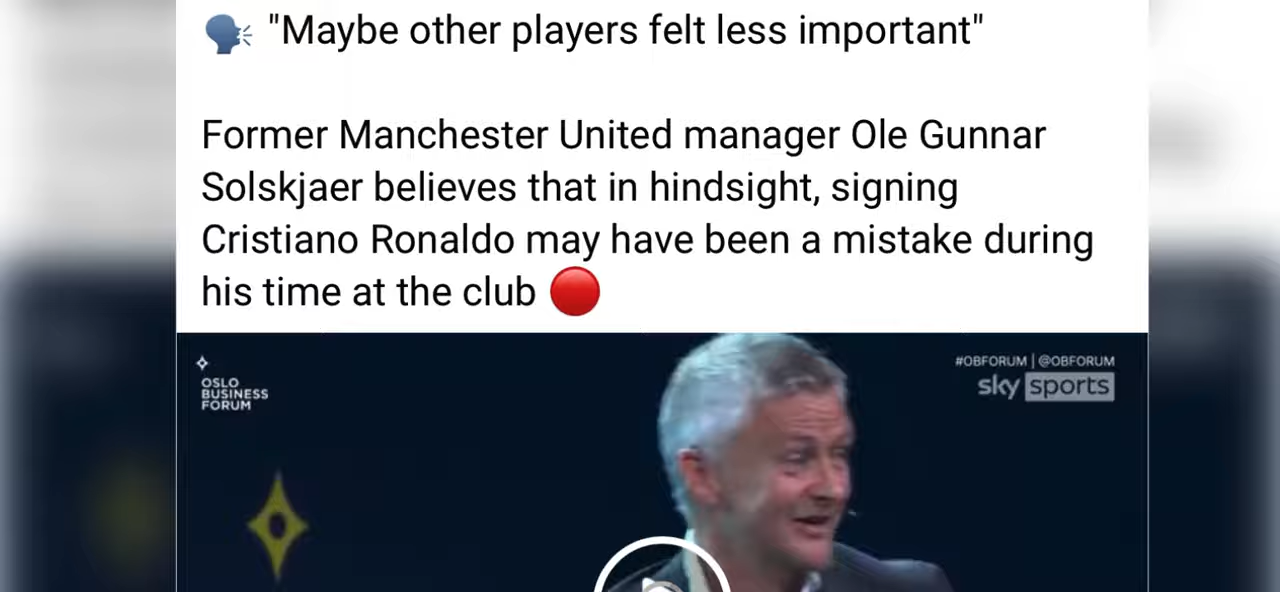 🗣️ "Maybe other players felt less important"
Former Manchester United manager Ole Gunnar
Solskjaer believes that in hindsight, signing
Cristiano Ronaldo may have been a mistake during
his time at the club 🔴
OSLO
BUSINESS
FORUM
#OBFORUM | @OBFORUM
sky sports